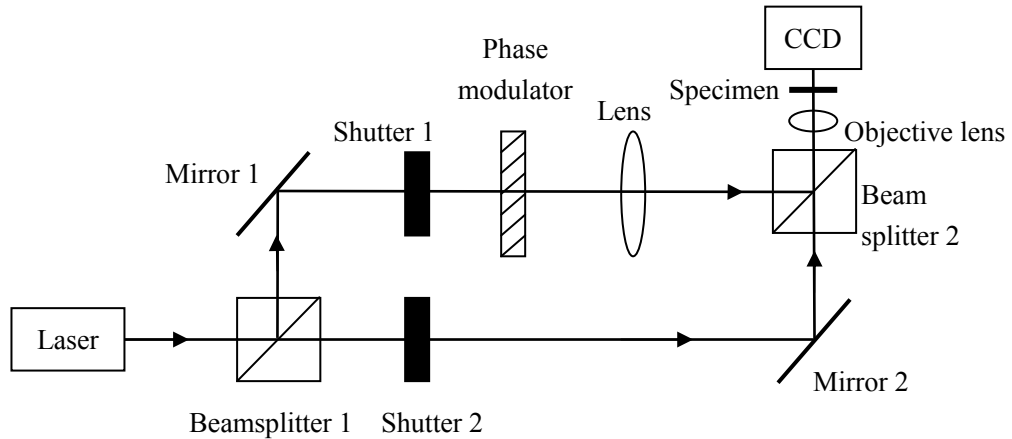 CCD
Phase
modulator
Specimen
Lens
Shutter 1
Objective lens
Mirror 1
Beam
splitter 2
Laser
Mirror 2
Beamsplitter 1
Shutter 2